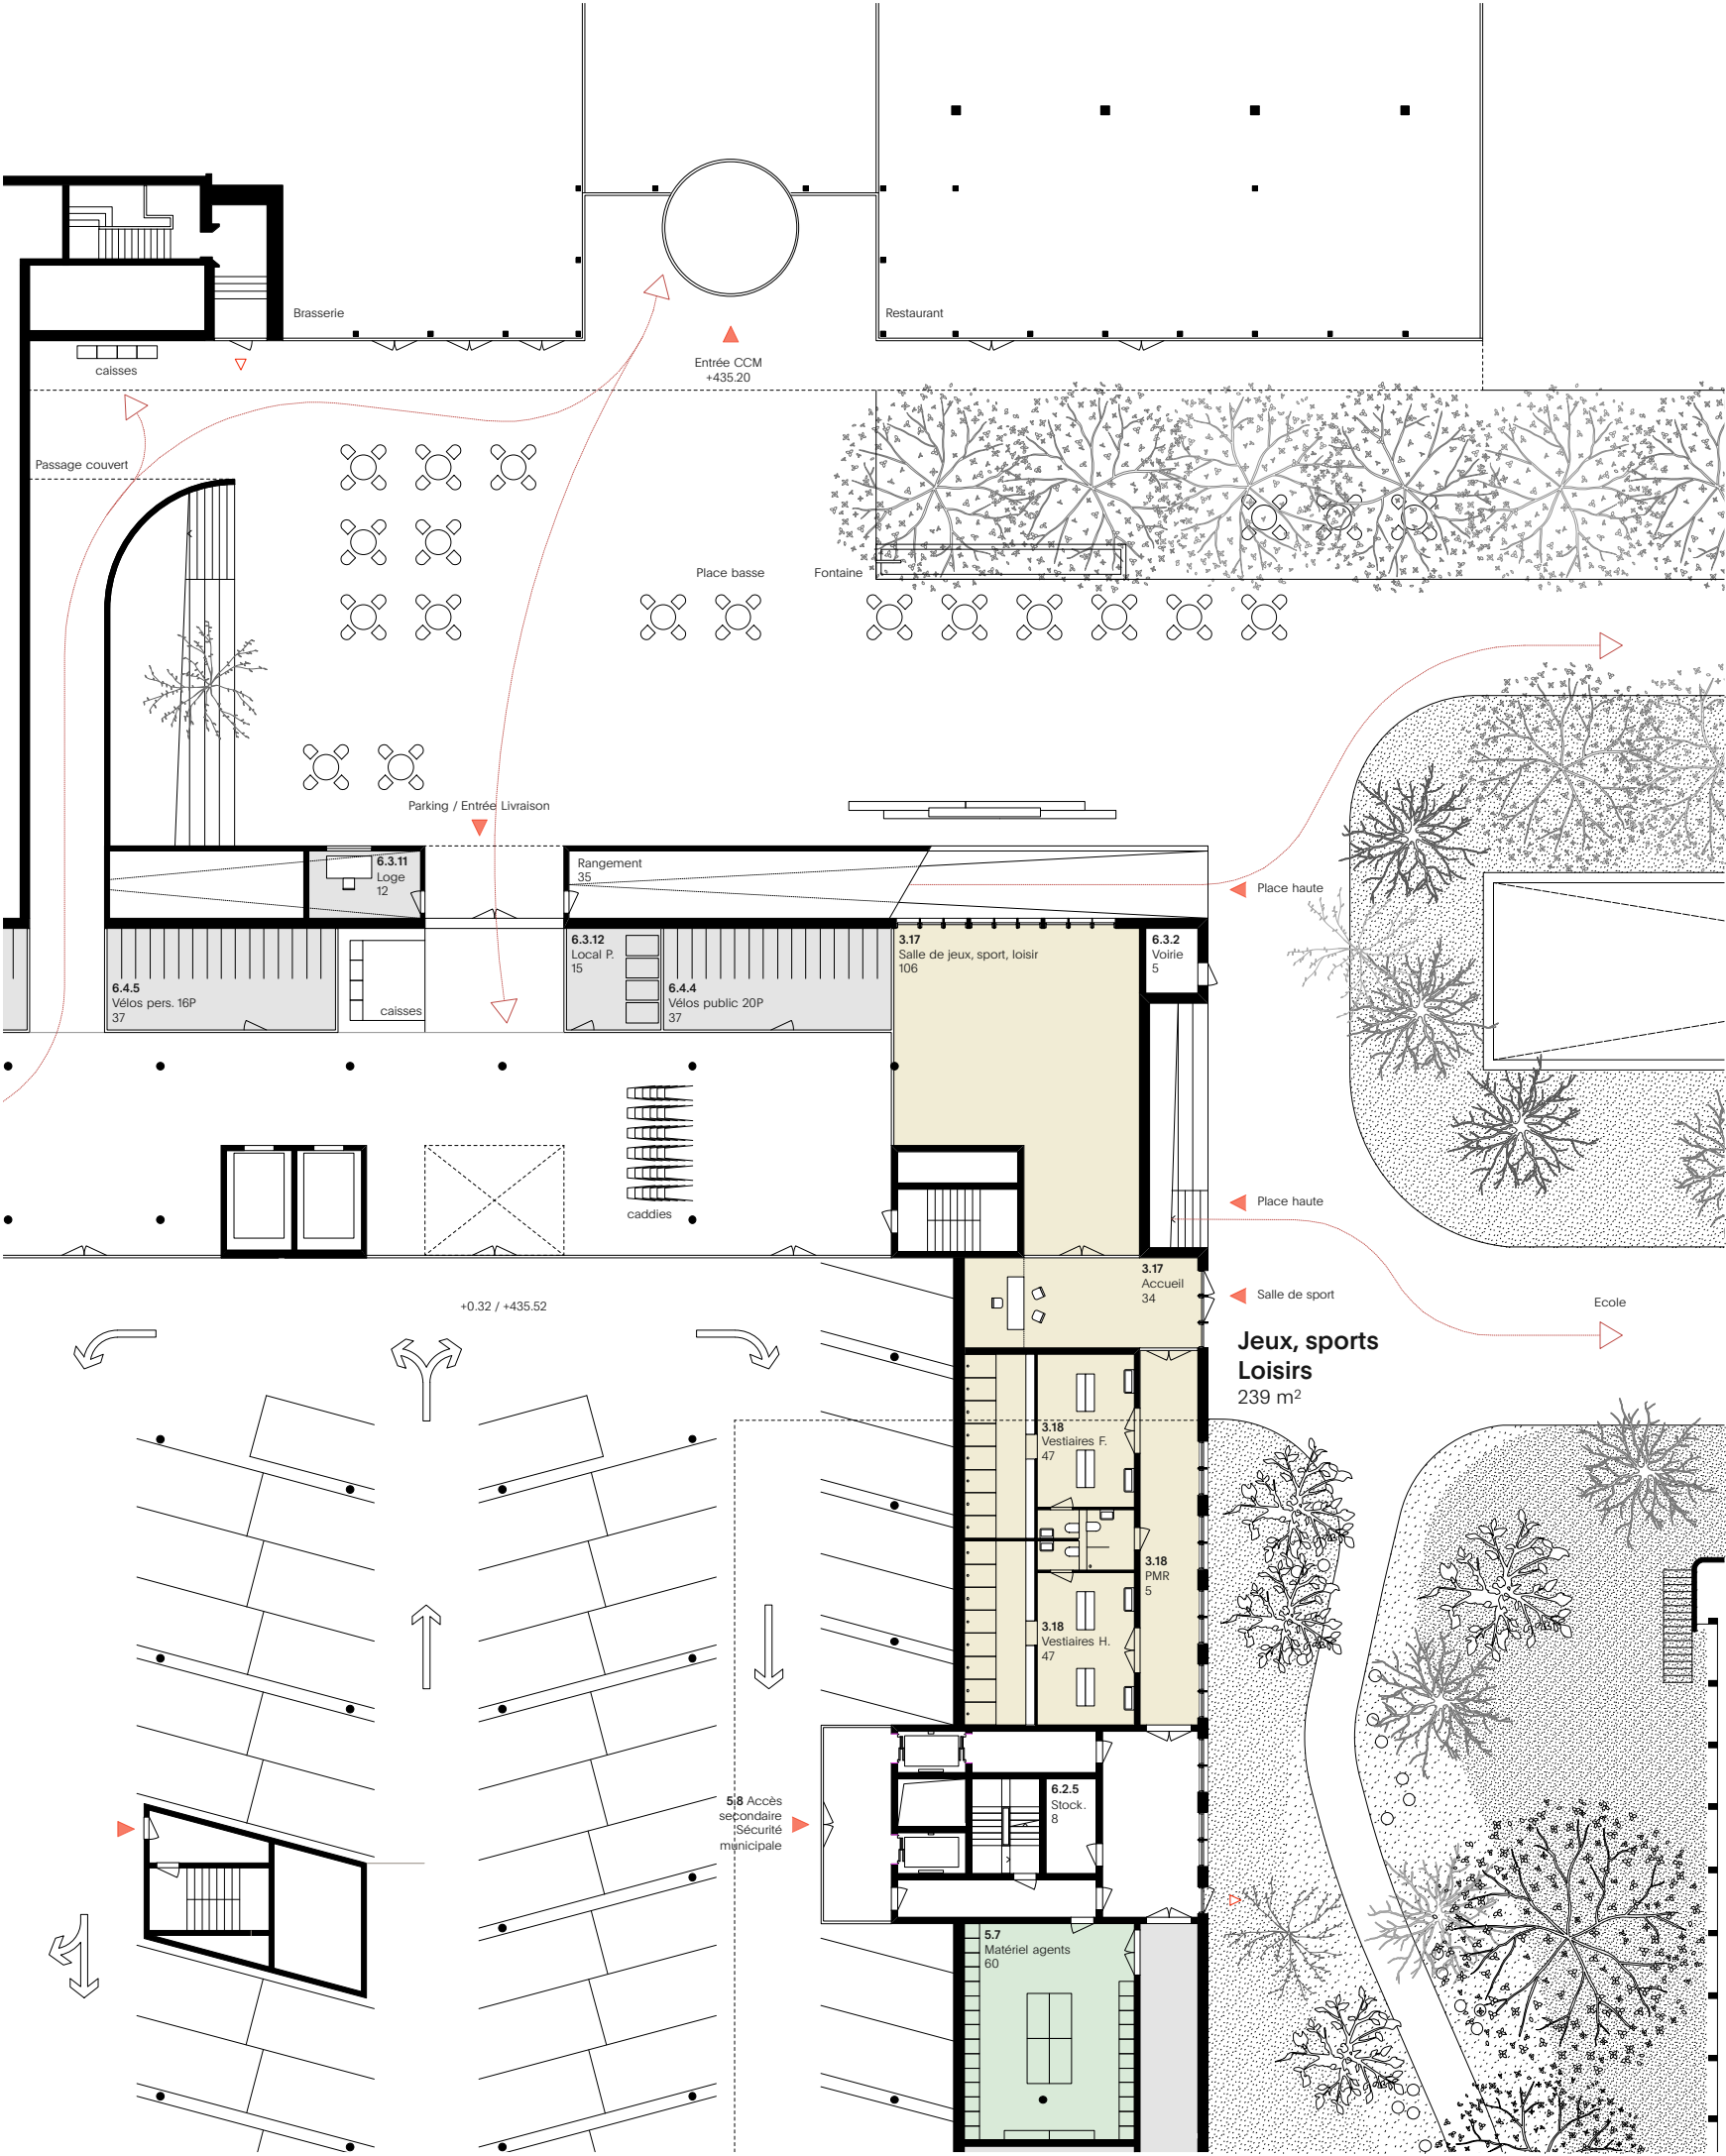 Brasserie
Restaurant
caisses
Entrée CCM
+435.20
Passage couvert
Place basse
Fontaine
Parking / Entrée Livraison
6.3.11
Loge
12
Rangement
35
Place haute
6.3.12
Local P.
15
3.17
Salle de jeux, sport, loisir
106
6.3.2
Voirie
5
6.4.5
Vélos pers. 16P
37
caisses
6.4.4
Vélos public 20P
37
caddies
Place haute
3.17
Accueil
34
Salle de sport
+0.32 / +435.52
Ecole
Jeux, sports
Loisirs
239 m²
3.18
Vestiaires F.
47
3.18
PMR
5
3.18
Vestiaires H.
47
5.8 Accès
secondaire
Sécurité
municipale
6.2.5
Stock.
8
5.7
Matériel agents
60